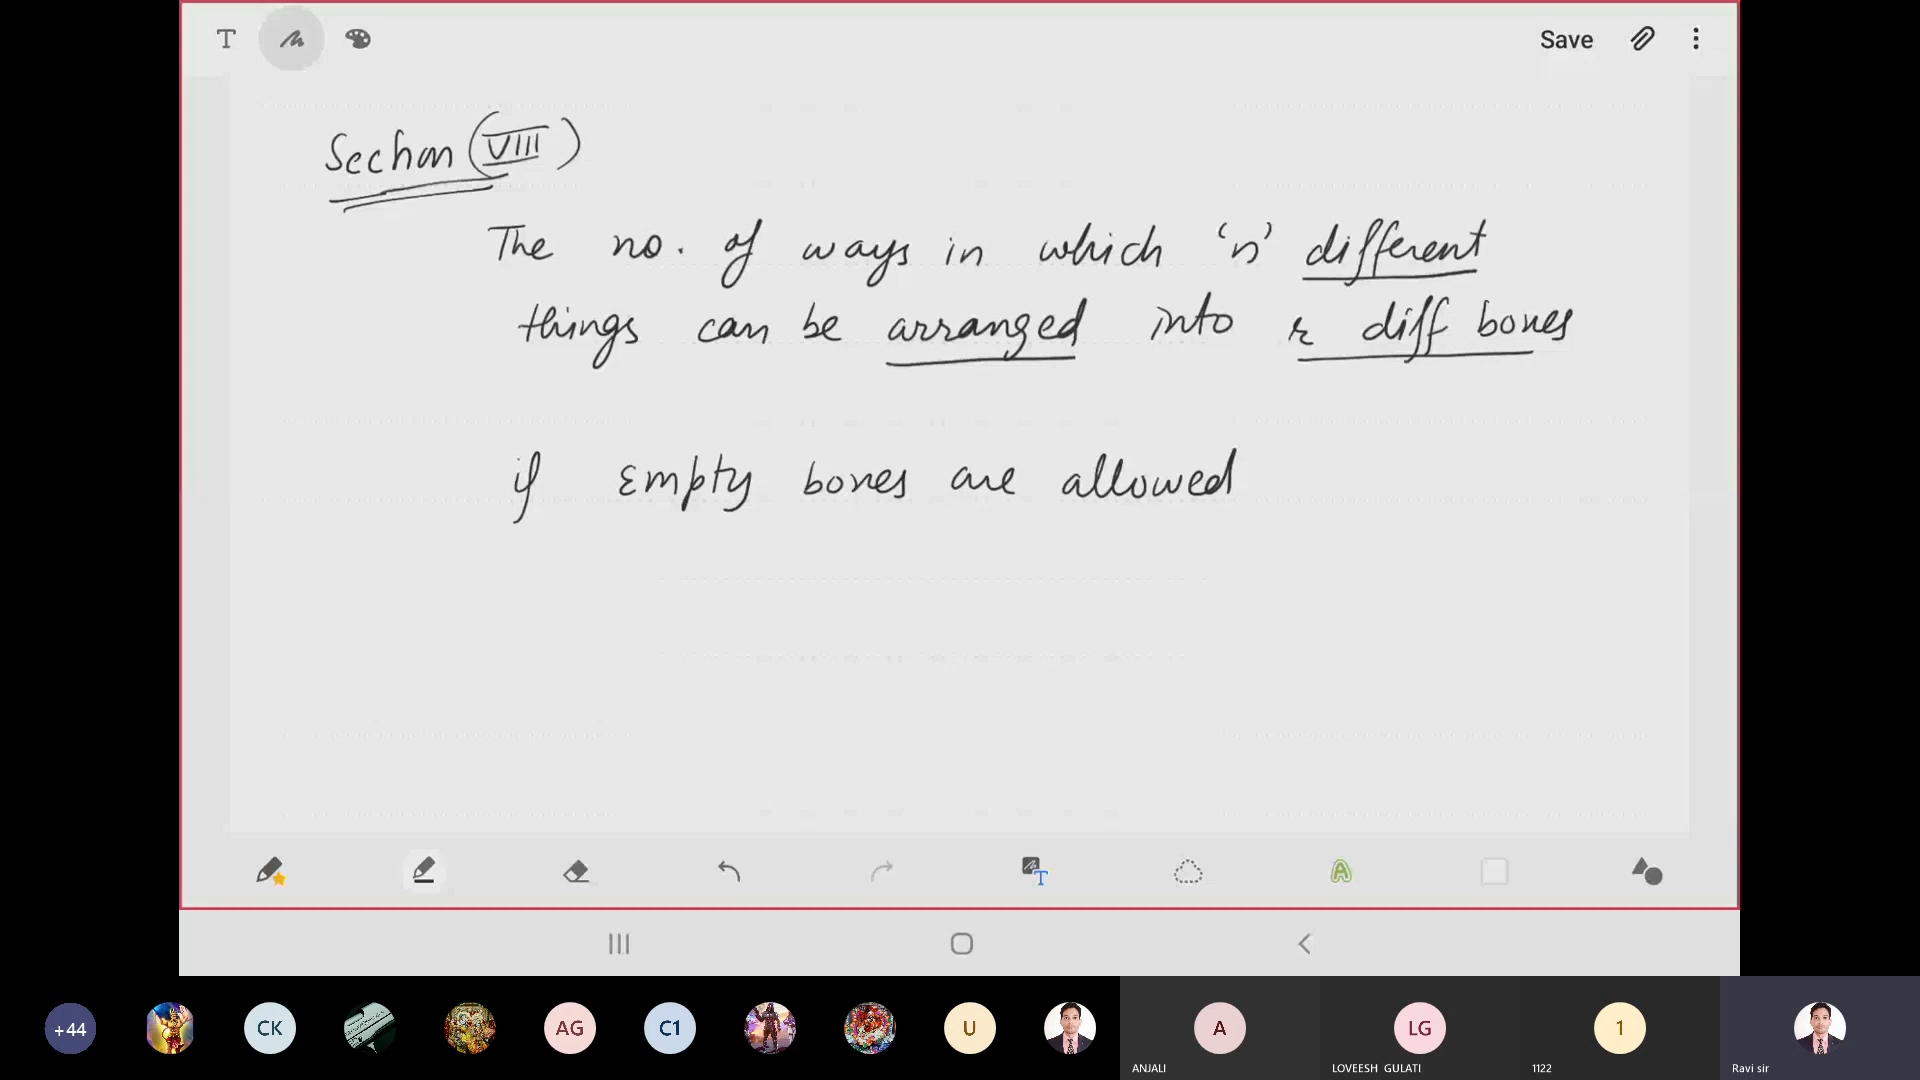 T
Save
Section (VIII)
The no. of ways in which 'n' different
things can be arranged into r diff boxes
if Empty boxes are allowed
T
A
+44
CK
AG
C1
U
A
LG
1
ANJALI
LOVEESH GULATI
1122
Ravi sir